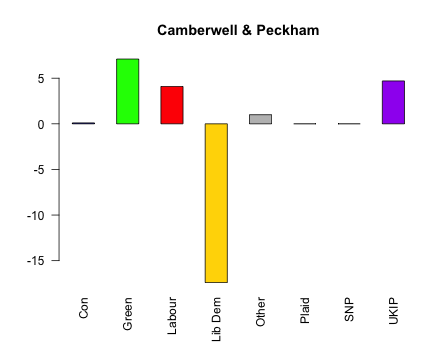 Camberwell & Peckham
5
0
-5
-10
-15
Con
Green
Labour
Lib Dem
Other
Plaid
SNP
UKIP